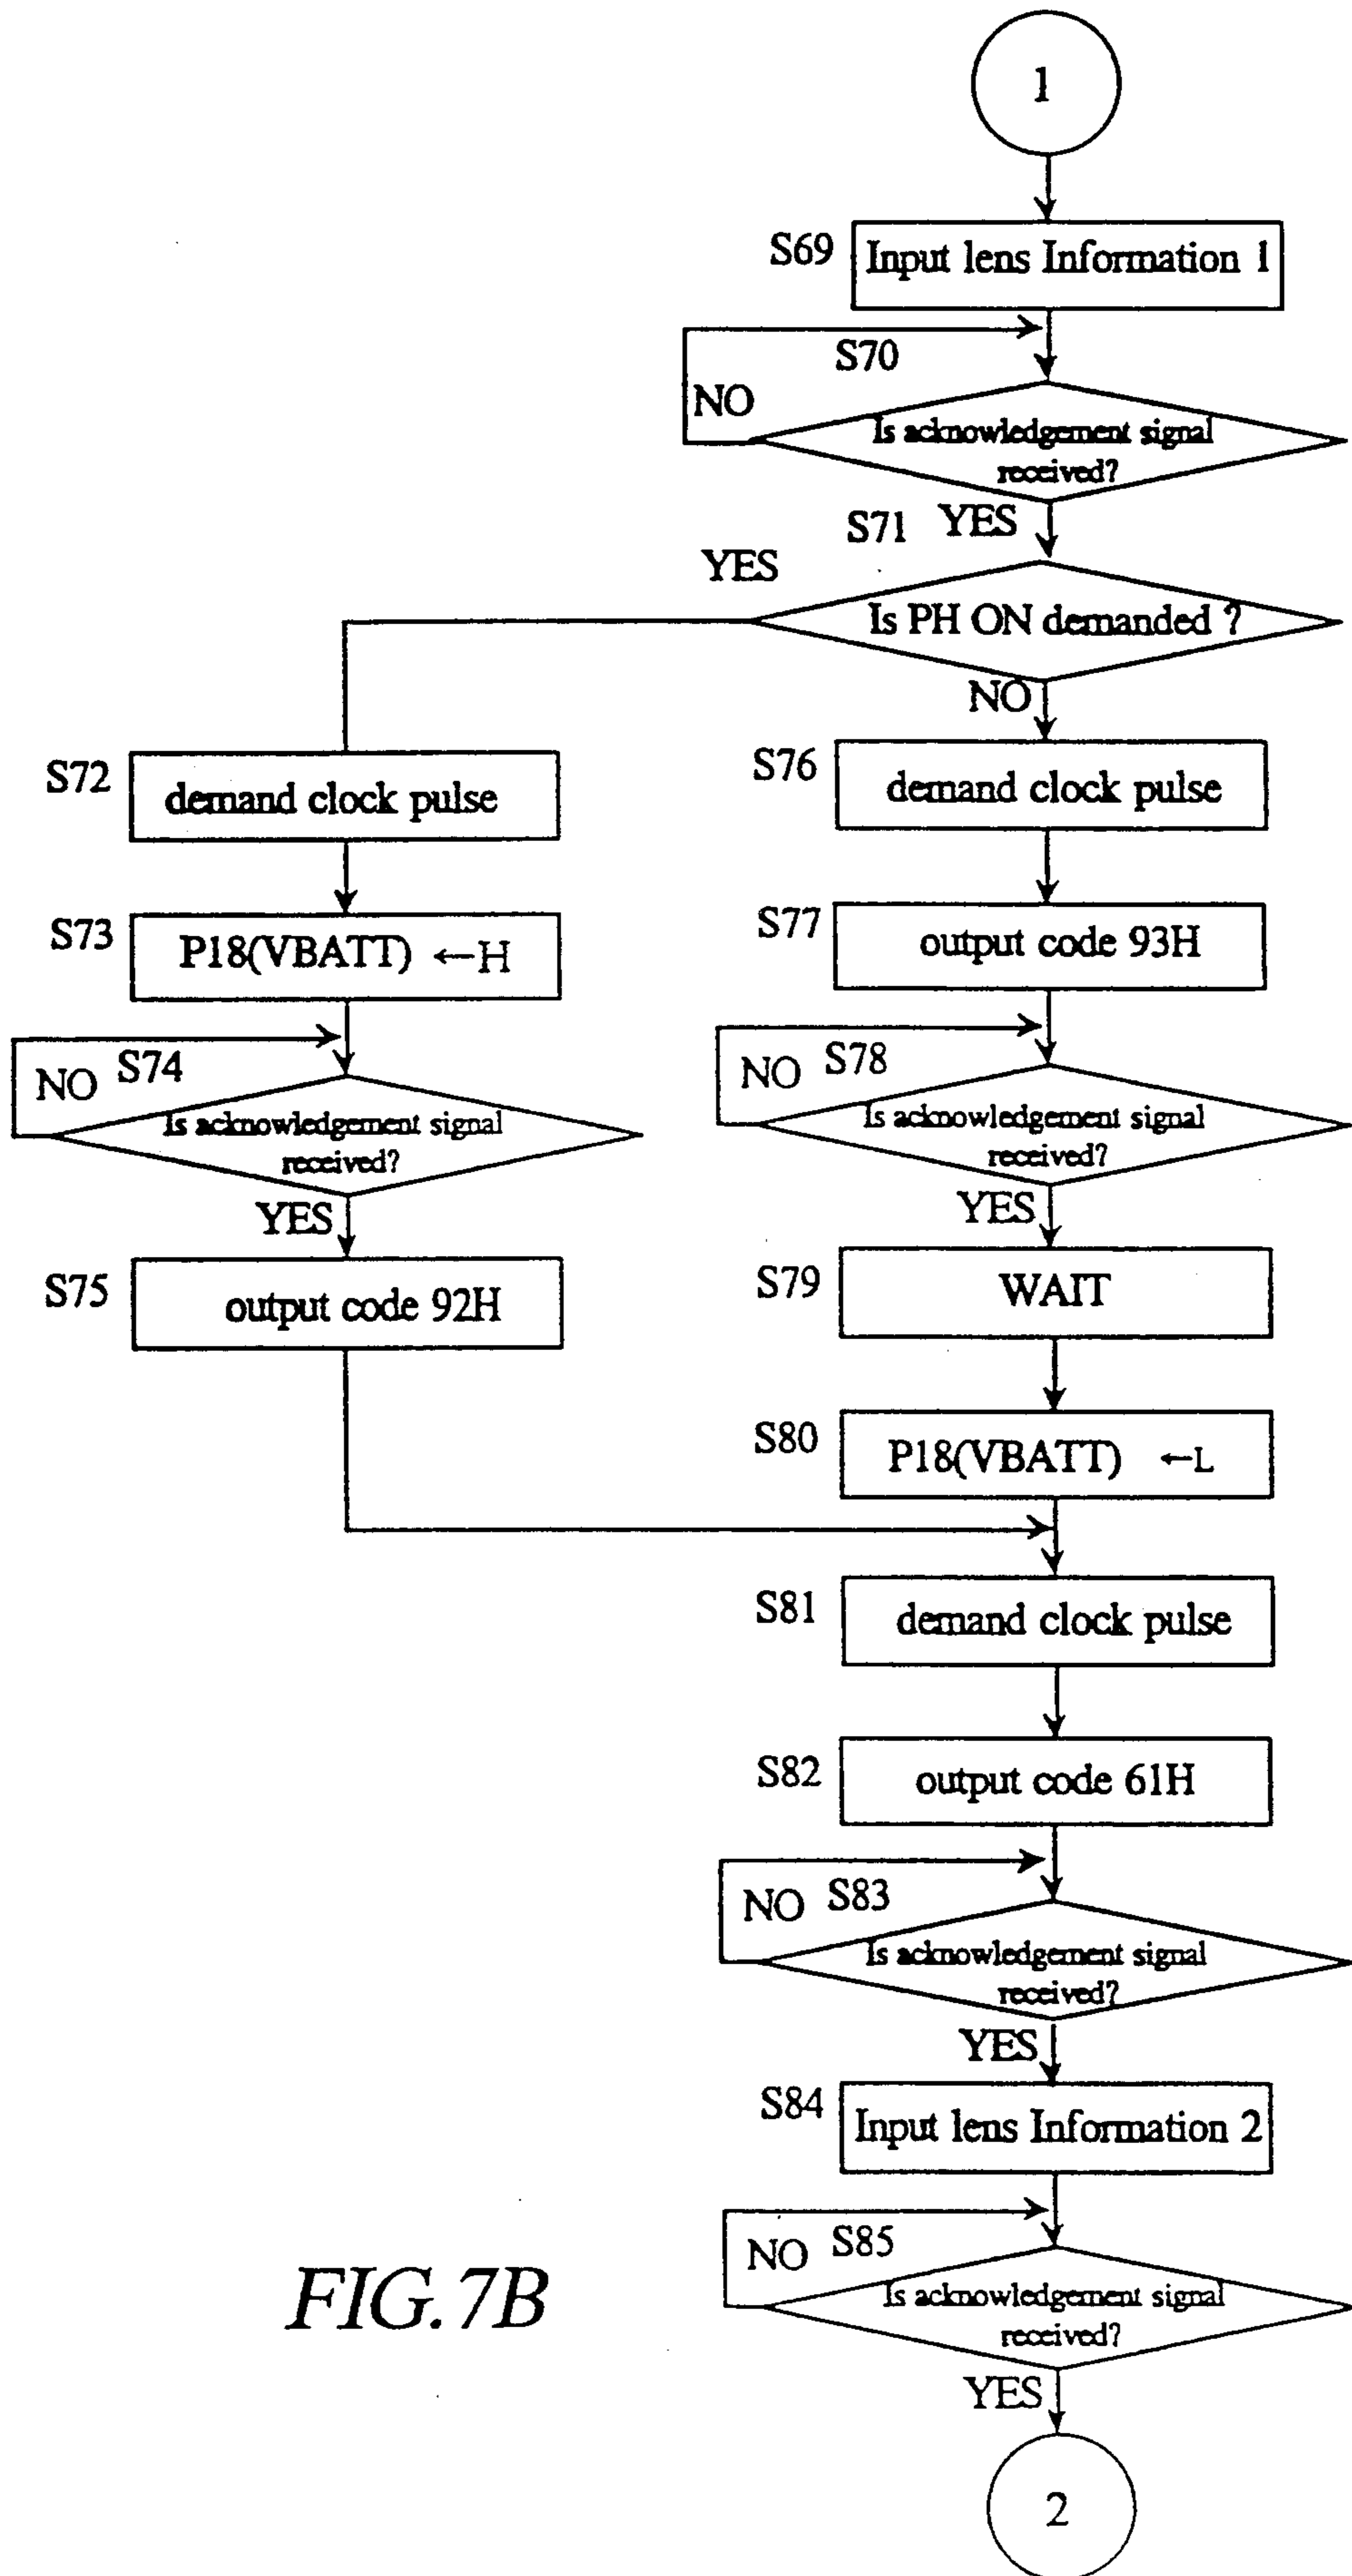 1
S69
Input lens Information 1
S70
NO
Is acknowledgement signal
received?
S71
YES
YES
Is PH ON demanded ?
NO
S72
demand clock pulse
S76
demand clock pulse
S73
P18(VBATT) ←H
S77
output code 93H
NO
S74
Is acknowledgement signal
received?
YES
NO
S78
Is acknowledgement signal
received?
YES
S75
output code 92H
S79
WAIT
S80
P18(VBATT) ←L
S81
demand clock pulse
S82
output code 61H
NO
S83
Is acknowledgement signal
received?
YES
S84
Input lens Information 2
NO
S85
Is acknowledgement signal
received?
YES
2
FIG.7B